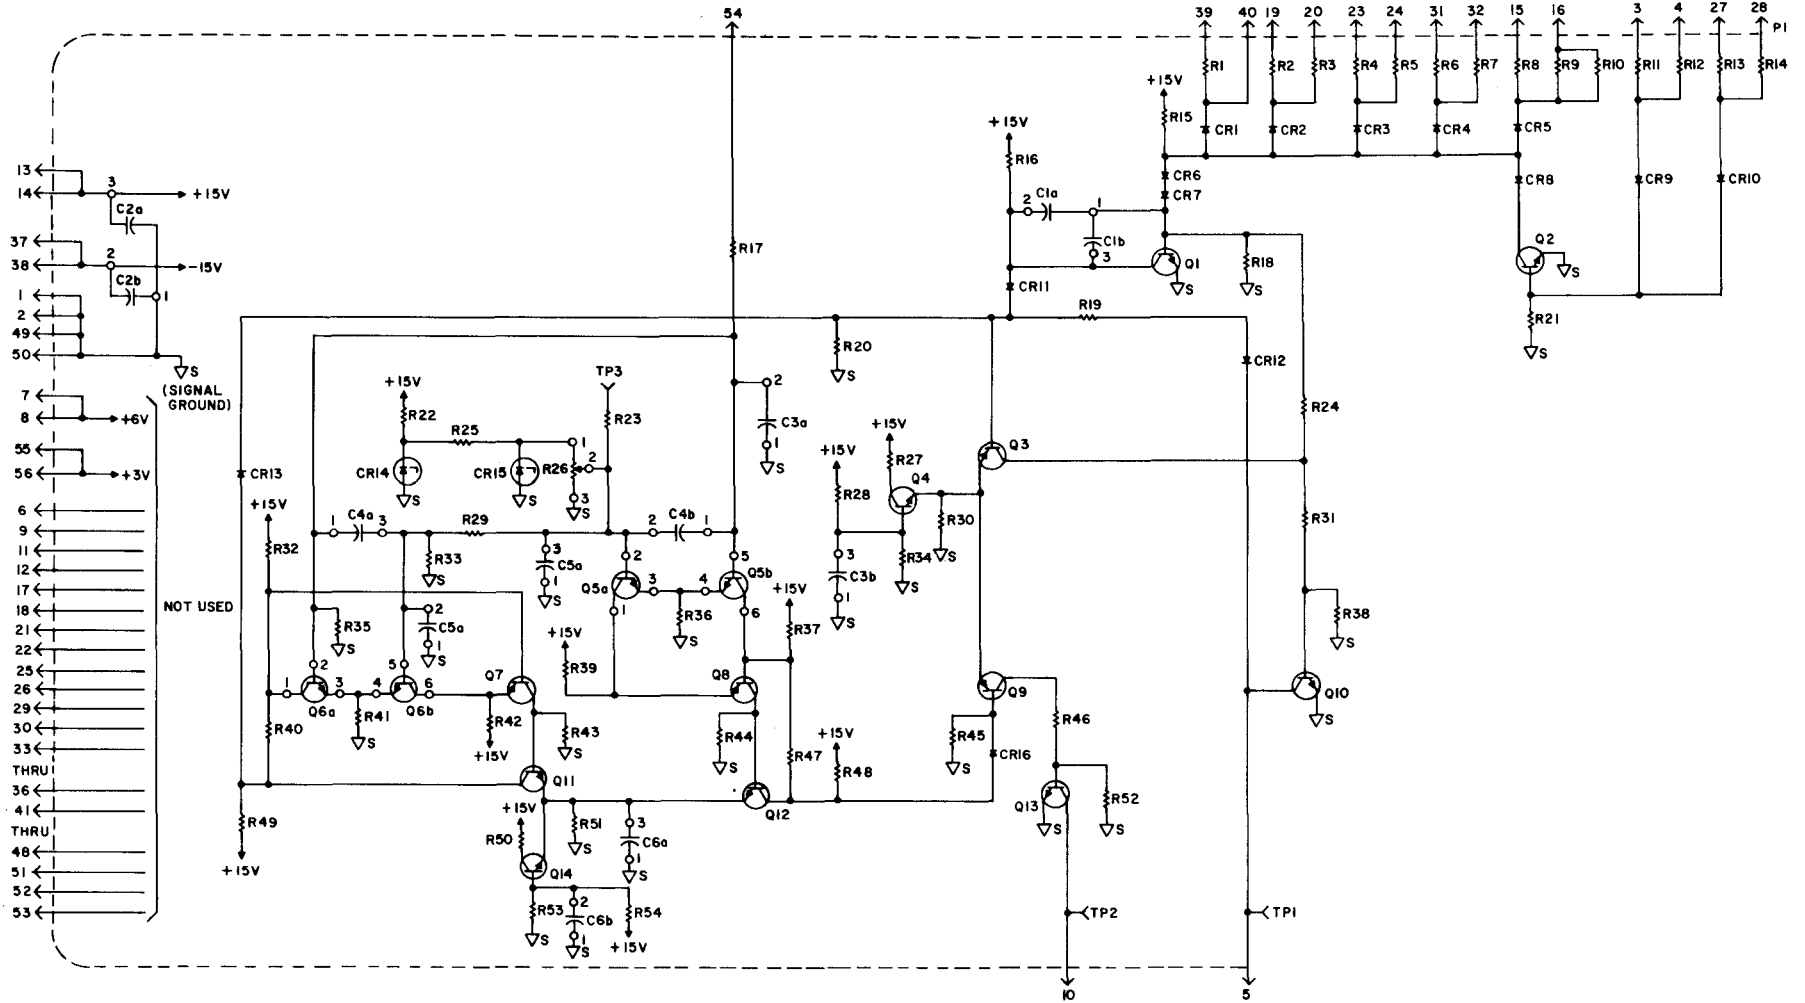 54
39 40 19 20 23 24 31 32 15 16 3 4 27 28
P1
R1 R2 R3 R4 R5 R6 R7 R8 R9 R10 R11 R12 R13 R14
+15V
R15
+15V
CR1 CR2 CR3 CR4 CR5
R16
13
14
3
+15V
C2a
CR6
CR7
CR8 CR9 CR10
2 C1a 1
37
38
2
-15V
C2b
1
C1b
3
R17
Q1
R18
S
S
Q2
S
CR11
1
2
49
50
R19
R21
S
S
(SIGNAL
GROUND)
R20
S
CR12
7
8
+6V
+15V
TP3
2
R22
R23
C3a
1
S
R24
R25
1
55
56
+3V
CR13
CR14
S
CR15
S
R26
2
3
S
+15V
+15V
R27
Q3
Q4
R28
6
9
11
12
17
18
21
22
25
26
29
30
33
THRU
36
41
THRU
48
51
52
53
NOT USED
+15V
R32
1 C4a 3
R29
2 C4b 1
R30
S
R31
R33
S
3
C5a
1
S
2
5
Q5a
3
4
Q5b
R34
S
3
C3b
1
S
1
R36
S
6
+15V
R37
R35
S
2
C5a
1
S
+15V
R39
R38
S
2
5
Q7
Q8
Q9
Q10
S
1
3
4
6
Q6a
Q6b
R40
R41
S
R42
+15V
R43
S
R44
S
R45
S
R46
R47
+15V
R48
CR16
Q11
+15V
Q12
Q13
S
R52
S
R49
+15V
R50
R51
S
3
C6a
1
S
Q14
R53
S
2
C6b
1
S
R54
+15V
TP2
TP1
10
5